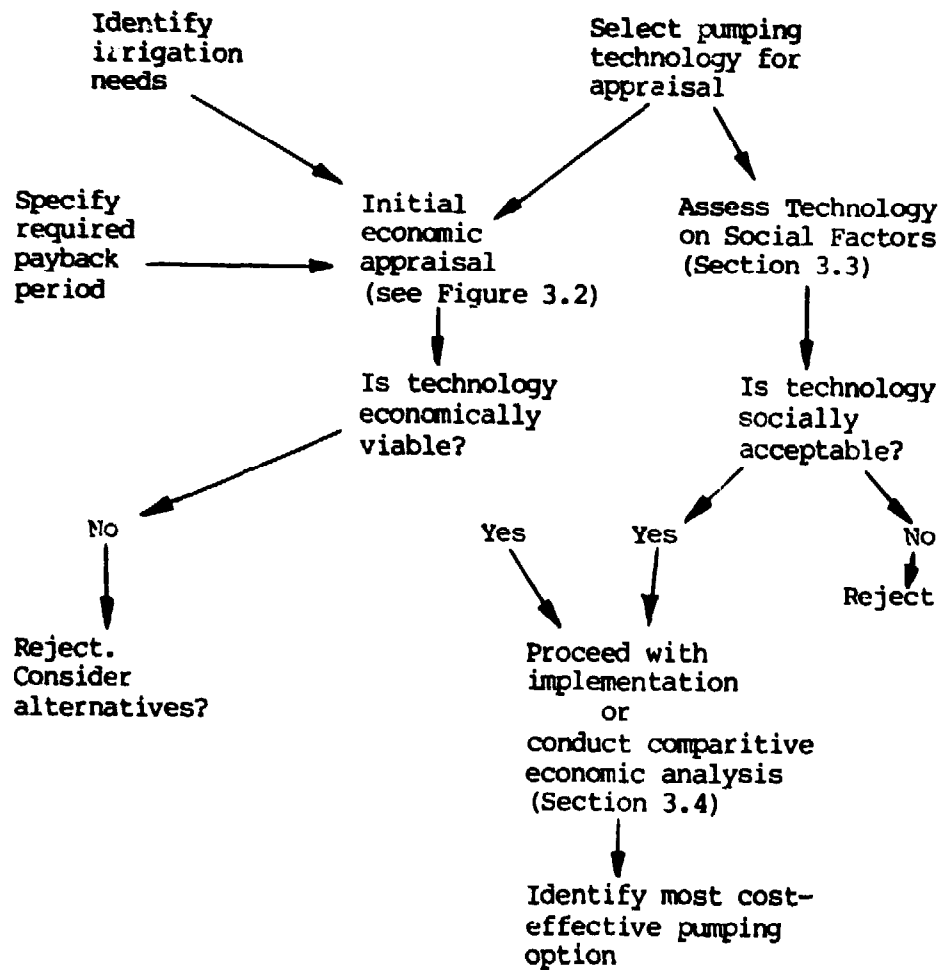 Identify
irrigation
needs
Select pumping
technology for
appraisal
Specify
required
payback
period
Initial
economic
appraisal
(see Figure 3.2)
Assess Technology
on Social Factors
(Section 3.3)
Is technology
economically
viable?
Is technology
socially
acceptable?
No
Yes
Yes
No
Reject
Reject.
Consider
alternatives?
Proceed with
implementation
or
conduct comparitive
economic analysis
(Section 3.4)
Identify most cost-
effective pumping
option